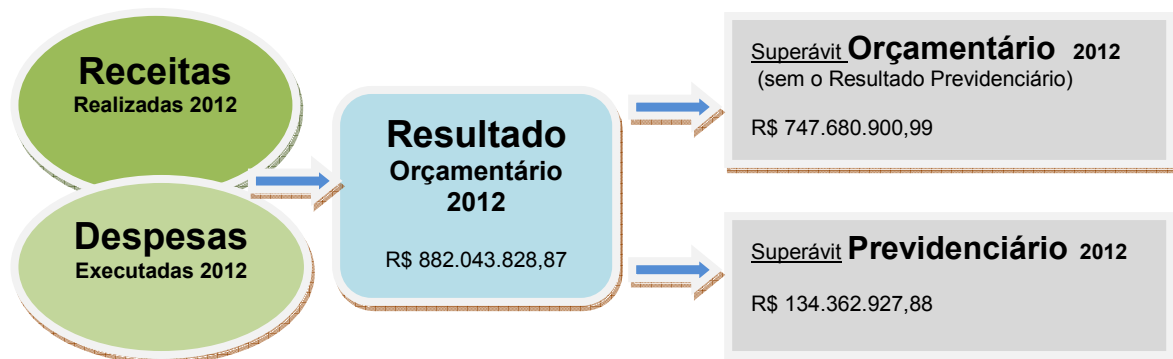 Receitas
Realizadas 2012
Despesas
Executadas 2012
Resultado
Orçamentário
2012
R$ 882.043.828,87
Superávit Orçamentário 2012
(sem o Resultado Previdenciário)
R$ 747.680.900,99
Superávit Previdenciário 2012
R$ 134.362.927,88